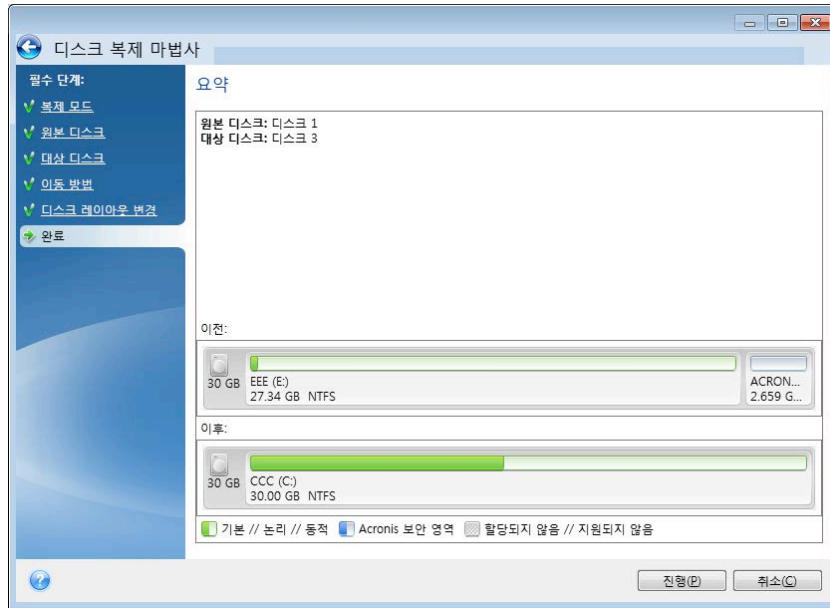 디스크 복제 마법사
필수 단계:
복제 모드
원본 디스크
대상 디스크
이동 방법
디스크 레이아웃 변경
완료
요약
원본 디스크: 디스크 1
대상 디스크: 디스크 3
이전:
30 GB
EEE (E:)
27.34 GB NTFS
ACRON...
2.659 G...
이후:
30 GB
CCC (C:)
30.00 GB NTFS
기본 // 논리 // 동적 Acronis 보안 영역 할당되지 않음 // 지원되지 않음
진행(P) 취소(C)